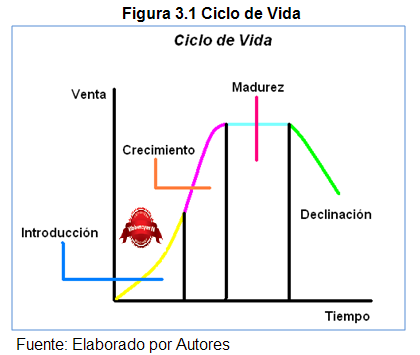 Figura 3.1 Ciclo de Vida
Ciclo de Vida
Madurez
Venta
Crecimiento
Declinación
Introducción
Tiempo
Fuente: Elaborado por Autores